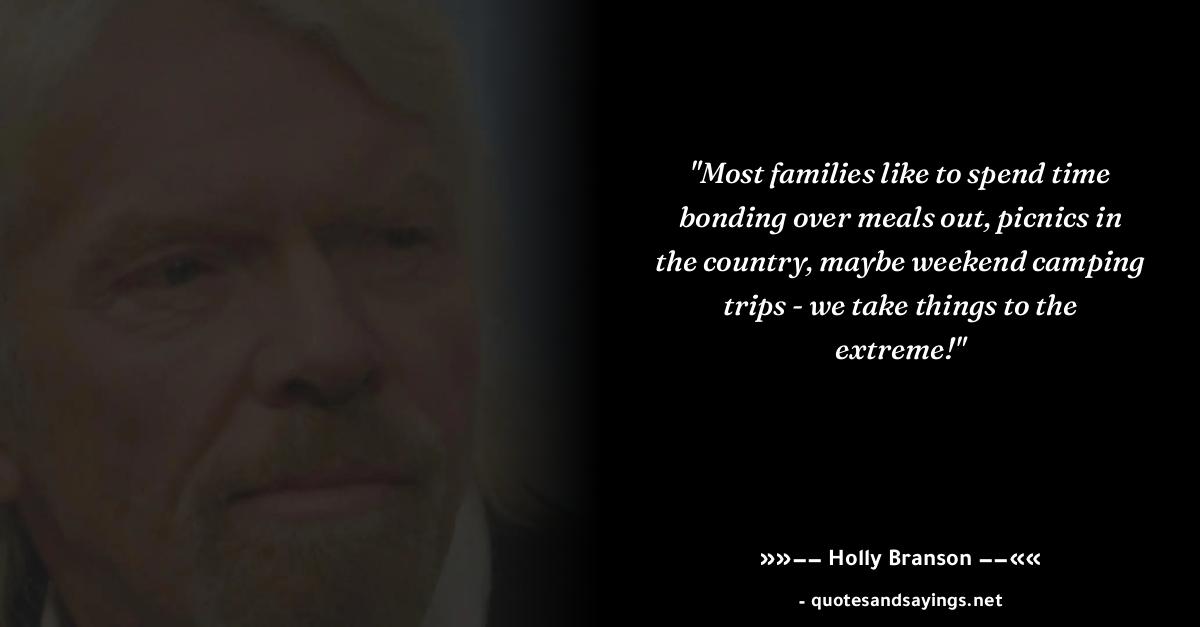 "Most families like to spend time
bonding over meals out, picnics in
the country, maybe weekend camping
trips - we take things to the
extreme!"
»»−− Holly Branson −−««
- quotesandsayings.net